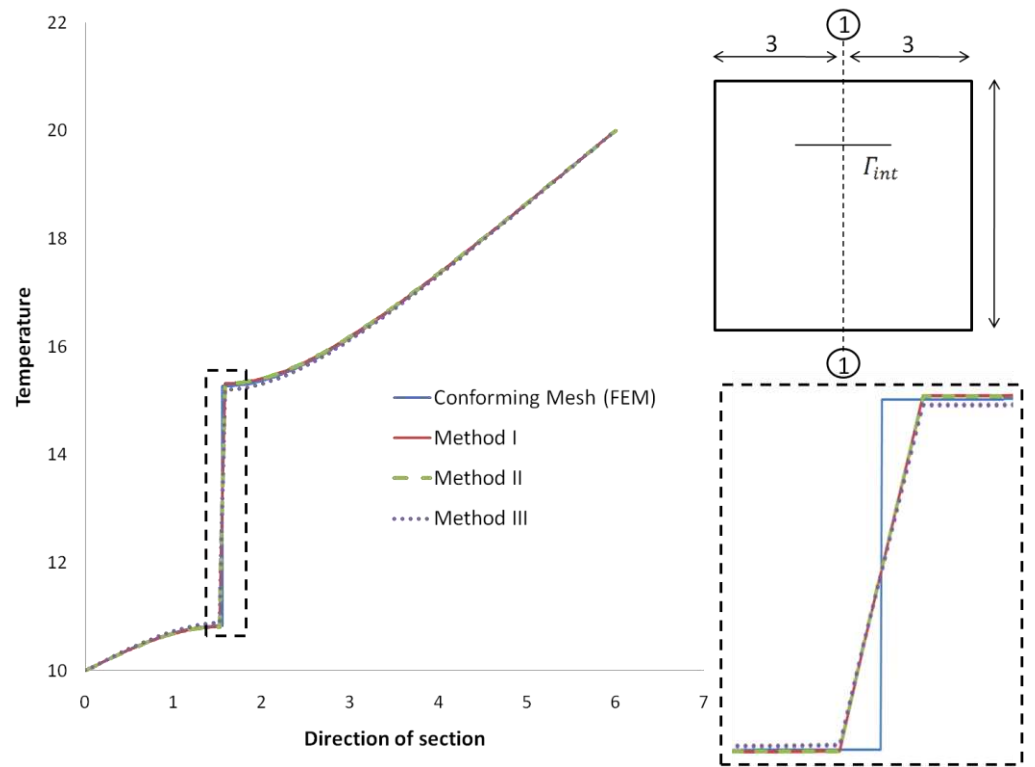 22
20
18
16
14
12
10
Temperature
0 1 2 3 4 5 6 7
Direction of section
Conforming Mesh (FEM)
Method I
Method II
Method III
1
3 3
Γint
1